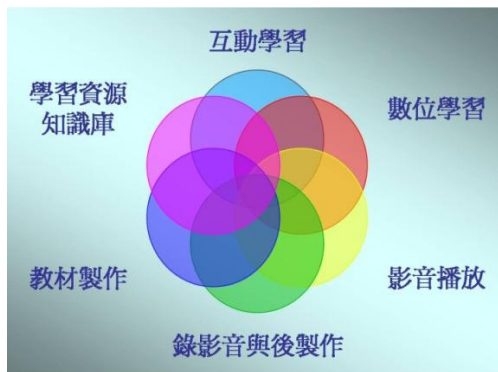 互動學習
學習資源
知識庫
數位學習
教材製作
影音播放
錄影音與後製作